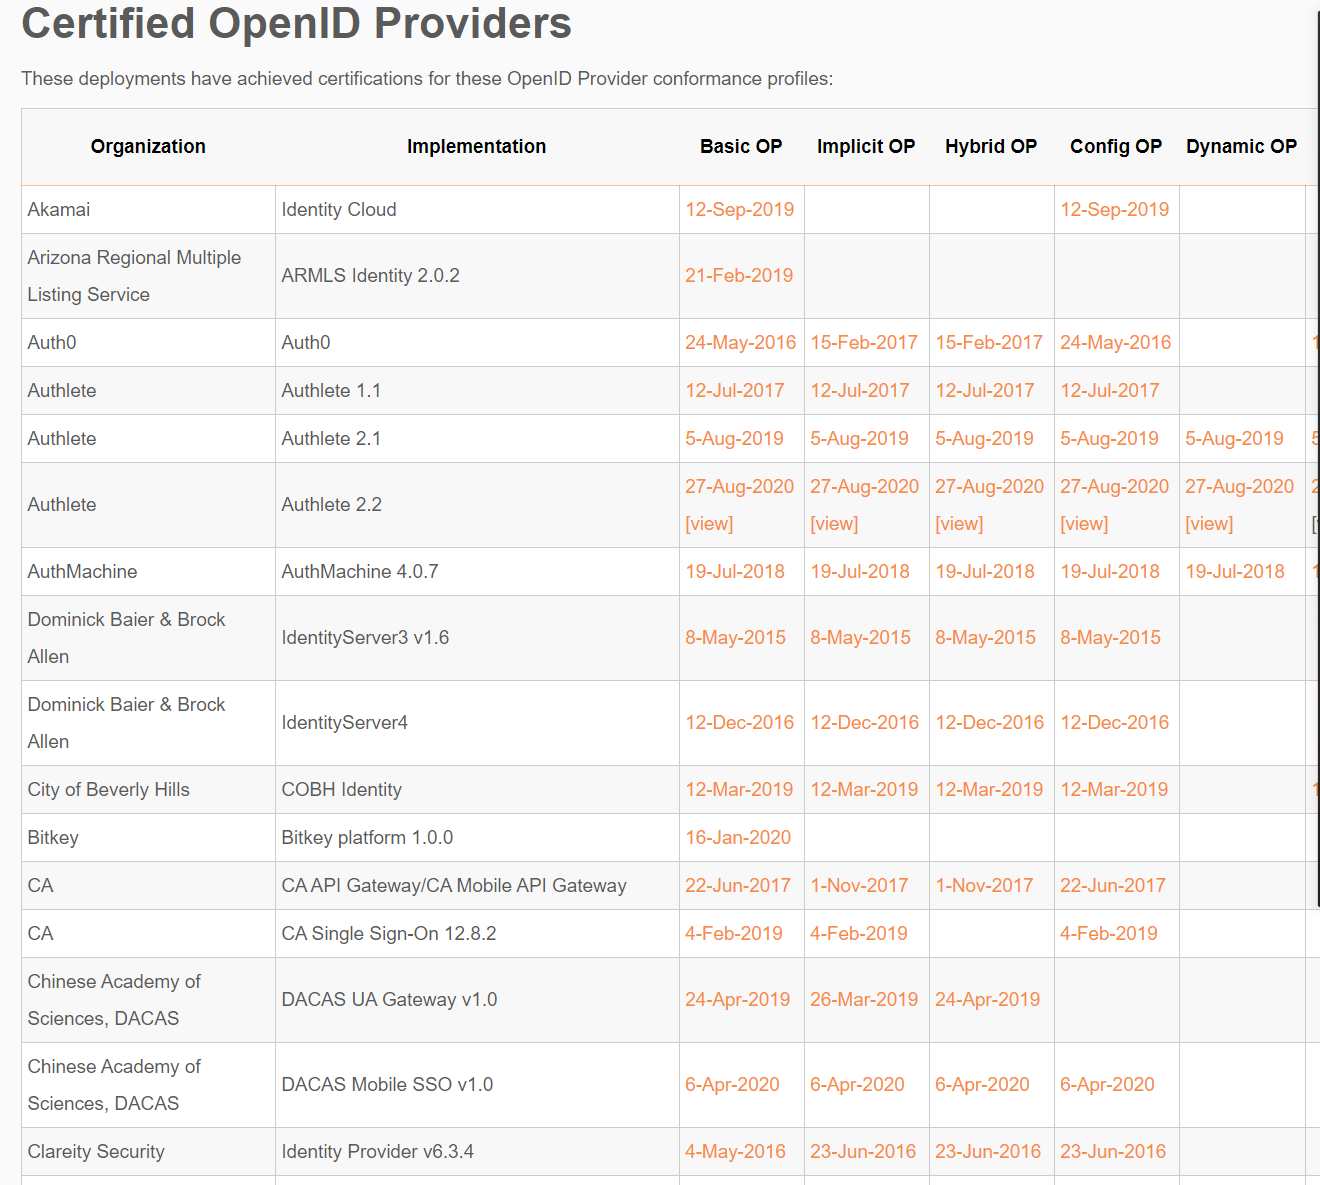 Certified OpenID Providers
These deployments have achieved certifications for these OpenID Provider conformance profiles:
Organization Implementation Basic OP Implicit OP Hybrid OP Config OP Dynamic OP
Akamai Identity Cloud 12-Sep-2019 12-Sep-2019
Arizona Regional Multiple
Listing Service ARMLS Identity 2.0.2 21-Feb-2019
Auth0 Auth0 24-May-2016 15-Feb-2017 15-Feb-2017 24-May-2016
Authlete Authlete 1.1 12-Jul-2017 12-Jul-2017 12-Jul-2017 12-Jul-2017
Authlete Authlete 2.1 5-Aug-2019 5-Aug-2019 5-Aug-2019 5-Aug-2019 5-Aug-2019
Authlete Authlete 2.2 27-Aug-2020 27-Aug-2020 27-Aug-2020 27-Aug-2020 27-Aug-2020
[view] [view] [view] [view] [view]
AuthMachine AuthMachine 4.0.7 19-Jul-2018 19-Jul-2018 19-Jul-2018 19-Jul-2018 19-Jul-2018
Dominick Baier & Brock
Allen IdentityServer3 v1.6 8-May-2015 8-May-2015 8-May-2015 8-May-2015
Dominick Baier & Brock
Allen IdentityServer4 12-Dec-2016 12-Dec-2016 12-Dec-2016 12-Dec-2016
City of Beverly Hills COBH Identity 12-Mar-2019 12-Mar-2019 12-Mar-2019 12-Mar-2019
Bitkey Bitkey platform 1.0.0 16-Jan-2020
CA CA API Gateway/CA Mobile API Gateway 22-Jun-2017 1-Nov-2017 1-Nov-2017 22-Jun-2017
CA CA Single Sign-On 12.8.2 4-Feb-2019 4-Feb-2019 4-Feb-2019
Chinese Academy of
Sciences, DACAS DACAS UA Gateway v1.0 24-Apr-2019 26-Mar-2019 24-Apr-2019
Chinese Academy of
Sciences, DACAS DACAS Mobile SSO v1.0 6-Apr-2020 6-Apr-2020 6-Apr-2020 6-Apr-2020
Clareity Security Identity Provider v6.3.4 4-May-2016 23-Jun-2016 23-Jun-2016 23-Jun-2016